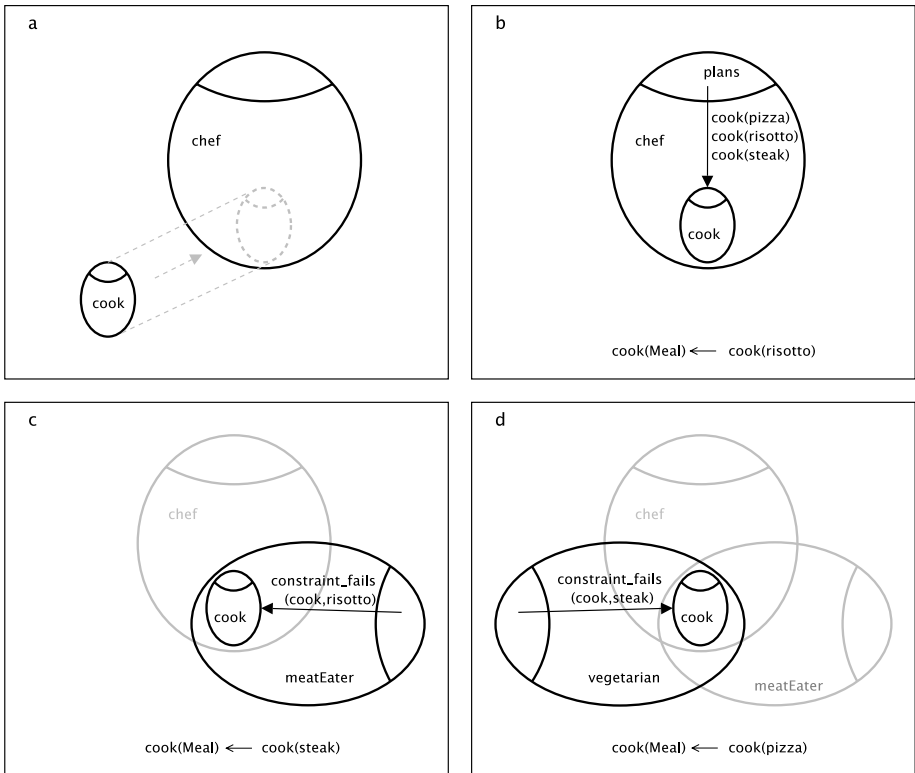 a
chef
cook
b
plans
cook(pizza)
cook(risotto)
cook(steak)
chef
cook
cook(Meal) ← cook(risotto)
c
chef
constraint_fails
(cook,risotto)
cook
meatEater
cook(Meal) ← cook(steak)
d
chef
constraint_fails
(cook,steak)
cook
vegetarian
meatEater
cook(Meal) ← cook(pizza)